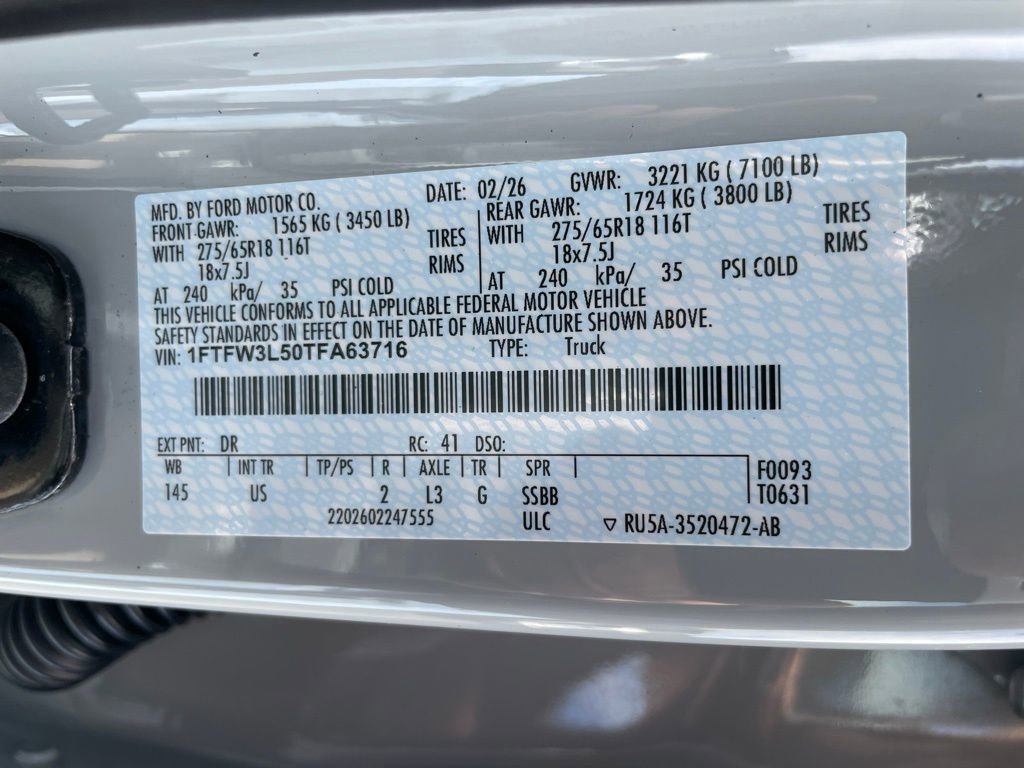 MFD. BY FORD MOTOR CO. DATE: 02/26 GVWR: 3221 KG ( 7100 LB)
FRONT GAWR: 1565 KG ( 3450 LB) REAR GAWR: 1724 KG ( 3800 LB)
WITH 275/65R18 116T TIRES WITH 275/65R18 116T TIRES
18x7.5J RIMS 18x7.5J RIMS
AT 240 kPa/ 35 PSI COLD AT 240 kPa/ 35 PSI COLD
THIS VEHICLE CONFORMS TO ALL APPLICABLE FEDERAL MOTOR VEHICLE
SAFETY STANDARDS IN EFFECT ON THE DATE OF MANUFACTURE SHOWN ABOVE.
VIN: 1FTFW3L50TFA63716 TYPE: Truck
EXT PNT: DR RC: 41 DSO:
WB INT TR TP/PS R AXLE TR SPR F0093
145 US 2 L3 G SSBB T0631
2202602247555 ULC ▽ RU5A-3520472-AB